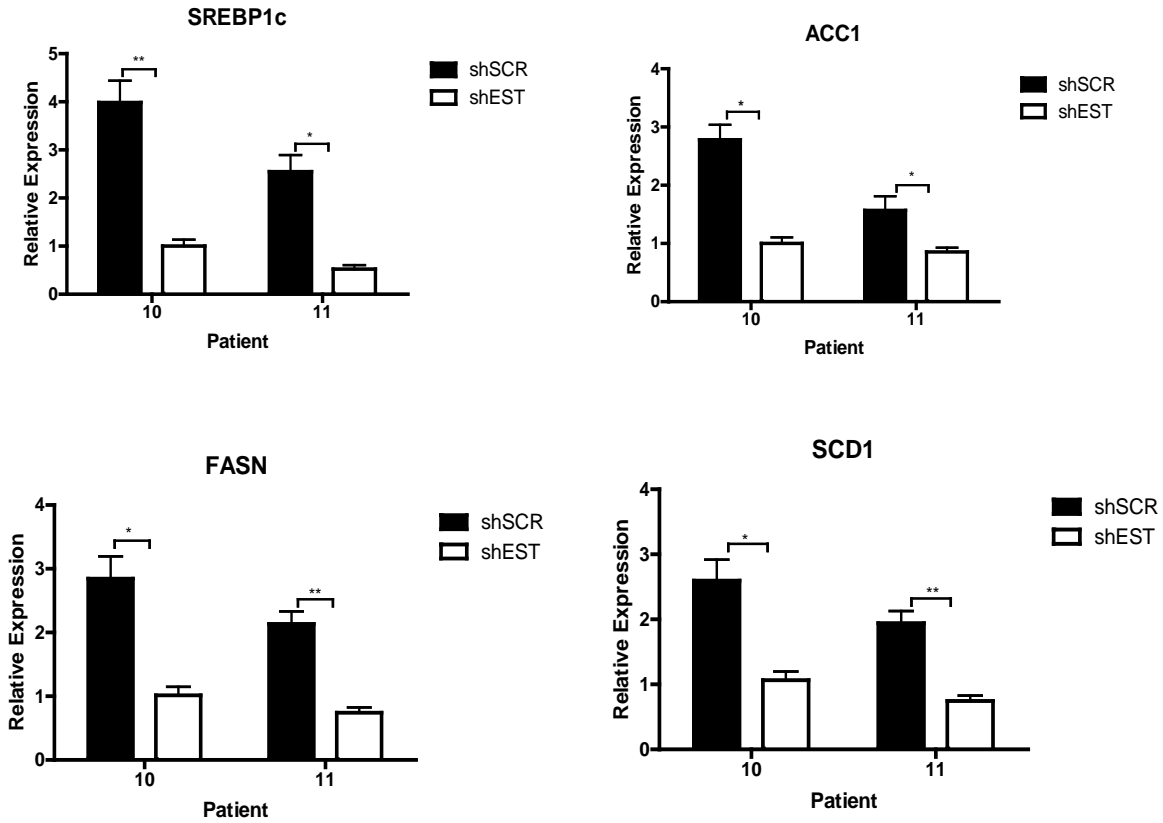 SREBP1c
5
4
3
2
1
0
Relative Expression
**
*
10
11
Patient
shSCR
shEST
ACC1
4
3
2
1
0
Relative Expression
*
*
10
11
Patient
shSCR
shEST
FASN
4
3
2
1
0
Relative Expression
*
**
10
11
Patient
shSCR
shEST
SCD1
4
3
2
1
0
Relative Expression
*
**
10
11
Patient
shSCR
shEST